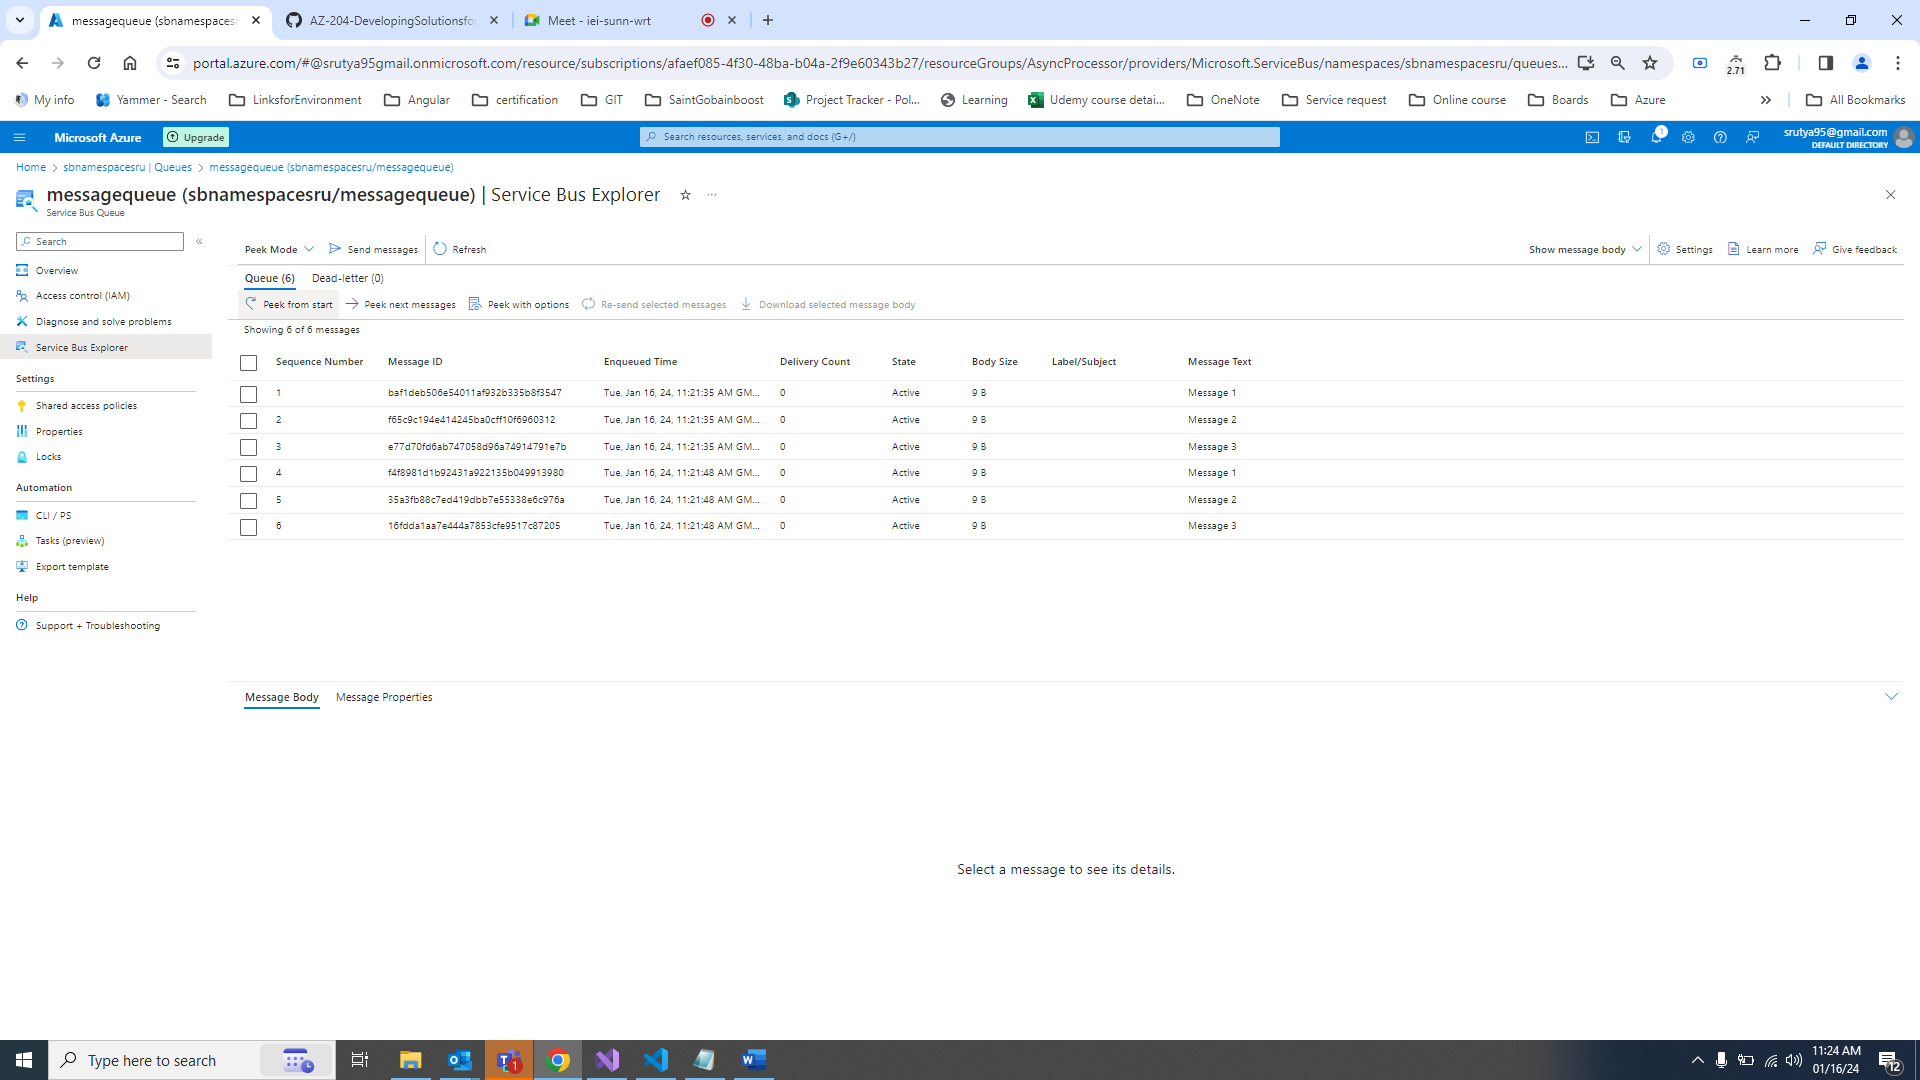 messagequeue (sbnamespaces
AZ-204-DevelopingSolutionsfor
Meet - iei-sunn-wrt
portal.azure.com/#@srutya95gmail.onmicrosoft.com/resource/subscriptions/afaef085-4f30-48ba-b04a-2f9e60343b27/resourceGroups/AsyncProcessor/providers/Microsoft.ServiceBus/namespaces/sbnamespacesru/queues...
2.71
My info
Yammer - Search
LinksforEnvironment
Angular
certification
GIT
SaintGobainboost
Project Tracker - Pol...
Learning
Udemy course detai...
OneNote
Service request
Online course
Boards
Azure
All Bookmarks
Microsoft Azure
Upgrade
Search resources, services, and docs (G+/)
1
srutya95@gmail.com
DEFAULT DIRECTORY
Home > sbnamespacesru | Queues > messagequeue (sbnamespacesru/messagequeue)
messagequeue (sbnamespacesru/messagequeue) | Service Bus Explorer
Service Bus Queue
Search
Overview
Access control (IAM)
Diagnose and solve problems
Service Bus Explorer
Settings
Shared access policies
Properties
Locks
Automation
CLI / PS
Tasks (preview)
Export template
Help
Support + Troubleshooting
Peek Mode
Send messages
Refresh
Show message body
Settings
Learn more
Give feedback
Queue (6)
Dead-letter (0)
Peek from start
Peek next messages
Peek with options
Re-send selected messages
Download selected message body
Showing 6 of 6 messages
Sequence Number Message ID Enqueued Time Delivery Count State Body Size Label/Subject Message Text
1 baf1deb506e54011af932b335b8f3547 Tue, Jan 16, 24, 11:21:35 AM GM... 0 Active 9 B Message 1
2 f65c9c194e414245ba0cff10f6960312 Tue, Jan 16, 24, 11:21:35 AM GM... 0 Active 9 B Message 2
3 e77d70fd6ab747058d96a74914791e7b Tue, Jan 16, 24, 11:21:35 AM GM... 0 Active 9 B Message 3
4 f4f8981d1b92431a922135b049913980 Tue, Jan 16, 24, 11:21:48 AM GM... 0 Active 9 B Message 1
5 35a3fb88c7ed419dbb7e55338e6c976a Tue, Jan 16, 24, 11:21:48 AM GM... 0 Active 9 B Message 2
6 16fdda1aa7e444a7853cfe9517c87205 Tue, Jan 16, 24, 11:21:48 AM GM... 0 Active 9 B Message 3
Message Body
Message Properties
Select a message to see its details.
Type here to search
1
11:24 AM
01/16/24
12